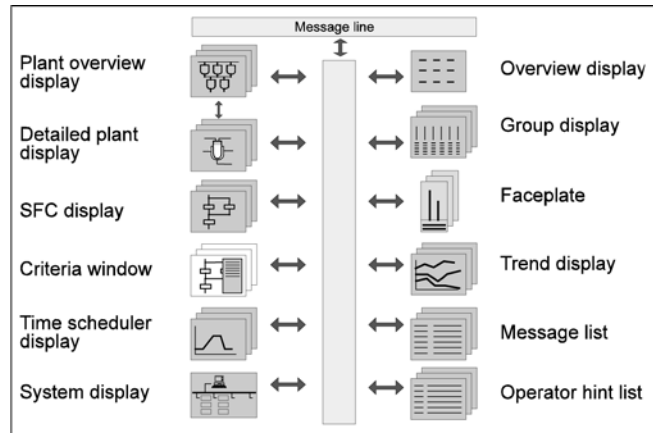 Message line
Plant overview
display
Overview display
Detailed plant
display
Group display
SFC display
Faceplate
Criteria window
Trend display
Time scheduler
display
Message list
System display
Operator hint list